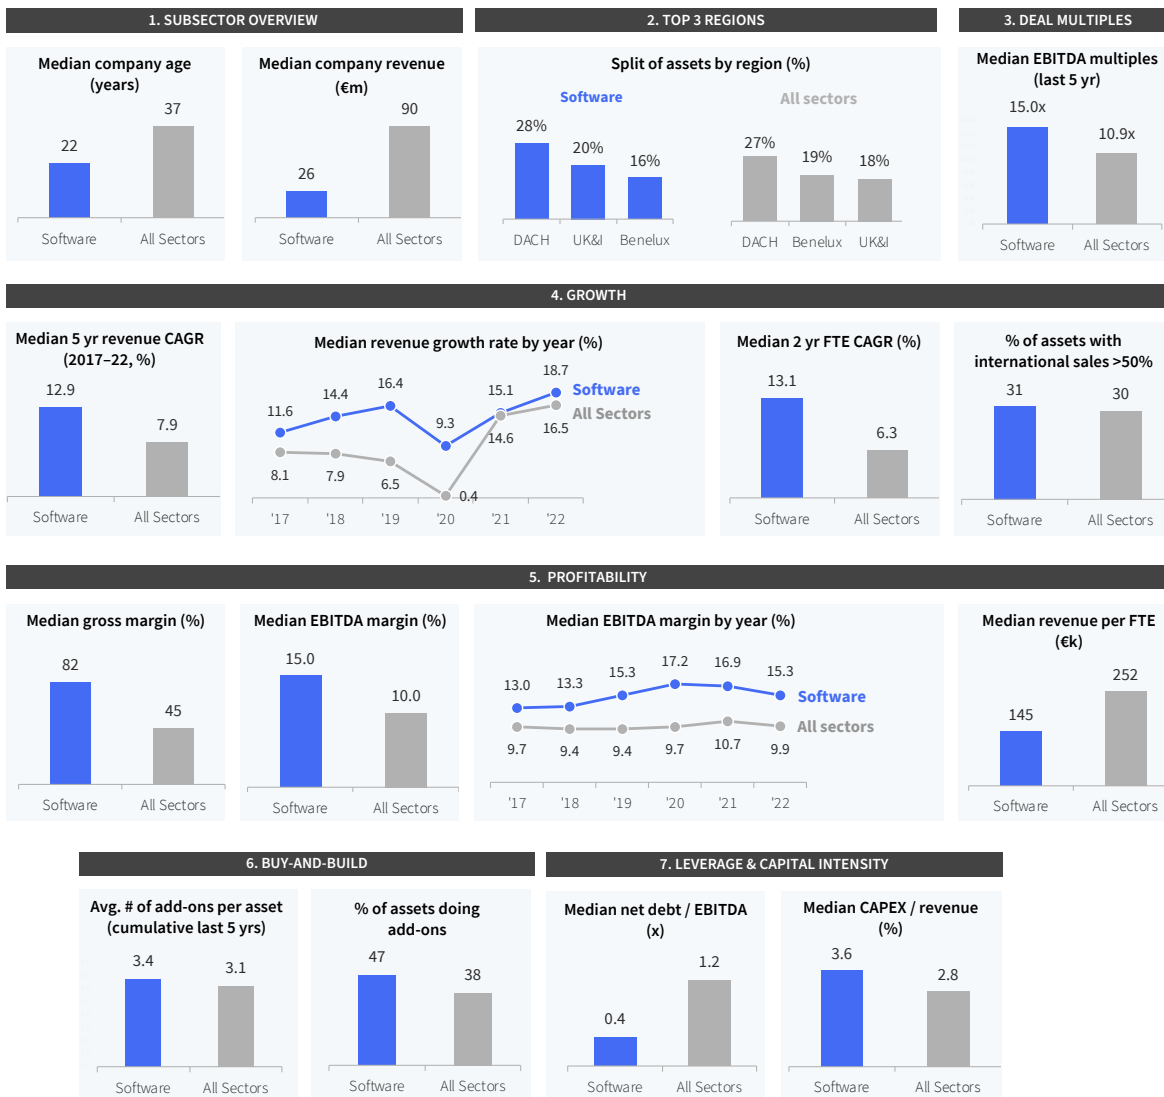 1. SUBSECTOR OVERVIEW
2. TOP 3 REGIONS
3. DEAL MULTIPLES
Median company age
(years)
37
22
Software
All Sectors
Median company revenue
(€m)
90
26
Software
All Sectors
Split of assets by region (%)
Software
All sectors
28%
20%
16%
DACH
UK&I
Benelux
27%
19%
18%
DACH
Benelux
UK&I
Median EBITDA multiples
(last 5 yr)
15.0x
10.9x
Software
All Sectors
4. GROWTH
Median 5 yr revenue CAGR
(2017–22, %)
12.9
7.9
Software
All Sectors
Median revenue growth rate by year (%)
11.6
14.4
16.4
9.3
15.1
18.7
Software
All Sectors
8.1
7.9
6.5
0.4
14.6
16.5
'17
'18
'19
'20
'21
'22
Median 2 yr FTE CAGR (%)
13.1
6.3
Software
All Sectors
% of assets with
international sales >50%
31
30
Software
All Sectors
5. PROFITABILITY
Median gross margin (%)
82
45
Software
All Sectors
Median EBITDA margin (%)
15.0
10.0
Software
All Sectors
Median EBITDA margin by year (%)
13.0
13.3
15.3
17.2
16.9
15.3
Software
All sectors
9.7
9.4
9.4
9.7
10.7
9.9
'17
'18
'19
'20
'21
'22
Median revenue per FTE
(€k)
252
145
Software
All Sectors
6. BUY-AND-BUILD
7. LEVERAGE & CAPITAL INTENSITY
Avg. # of add-ons per asset
(cumulative last 5 yrs)
3.4
3.1
Software
All Sectors
% of assets doing
add-ons
47
38
Software
All Sectors
Median net debt / EBITDA
(x)
1.2
0.4
Software
All Sectors
Median CAPEX / revenue
(%)
3.6
2.8
Software
All Sectors